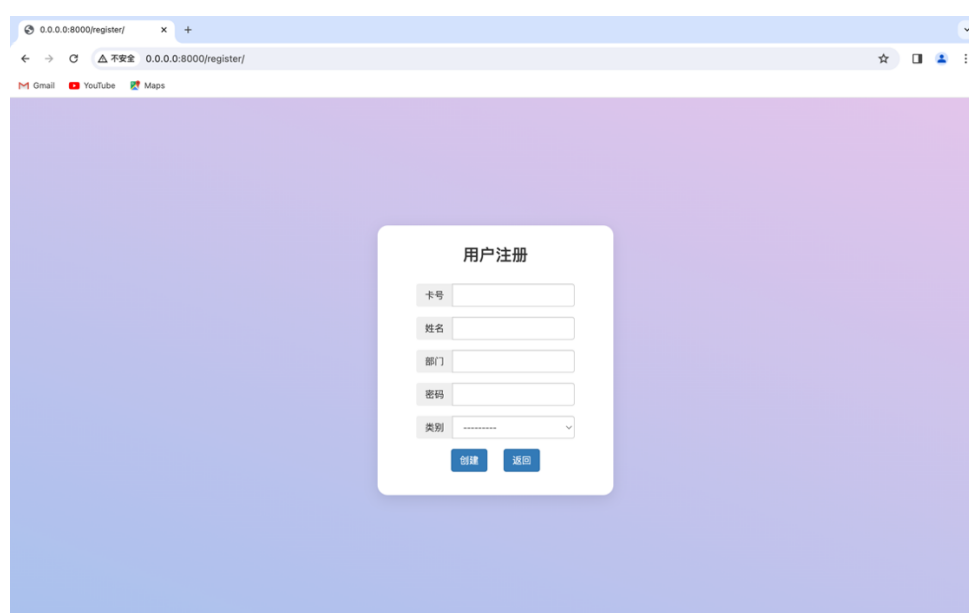 0.0.0.0:8000/register/
不安全 0.0.0.0:8000/register/
Gmail YouTube Maps
用户注册
卡号
姓名
部门
密码
类别 ---------
创建 返回